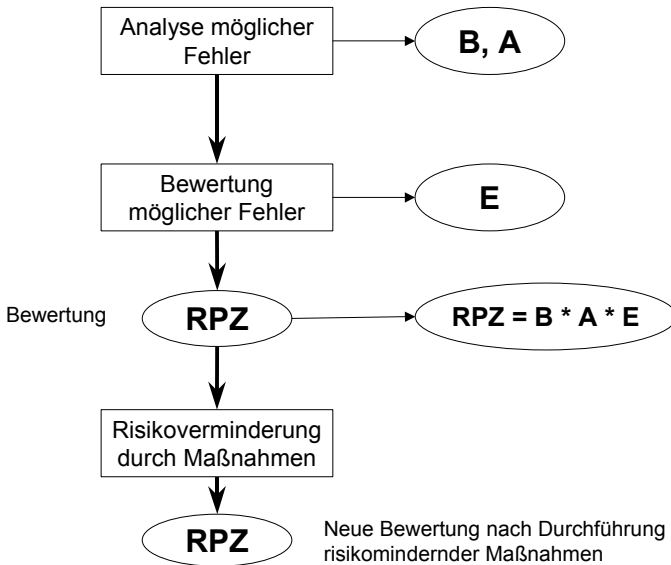 Analyse möglicher
Fehler
B, A
Bewertung
möglicher Fehler
E
Bewertung
RPZ
RPZ = B * A * E
Risikoverminderung
durch Maßnahmen
RPZ
Neue Bewertung nach Durchführung
risikomindernder Maßnahmen